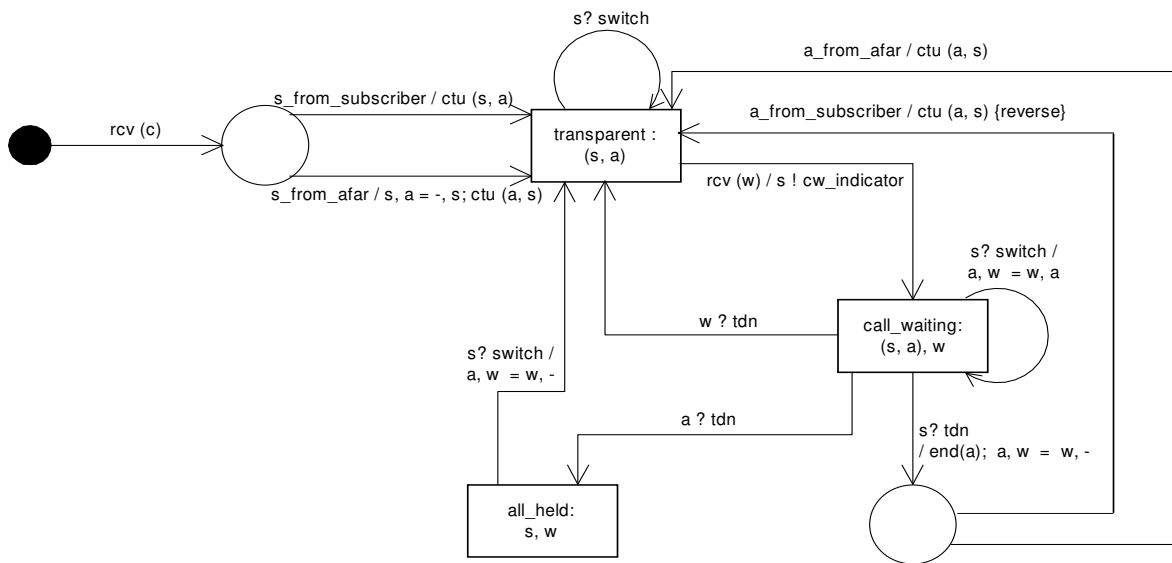 s? switch
a_from_afar / ctu (a, s)
s_from_subscriber / ctu (s, a)
a_from_subscriber / ctu (a, s) {reverse}
rcv (c)
transparent :
(s, a)
s_from_afar / s, a = -, s; ctu (a, s)
rcv (w) / s ! cw_indicator
s? switch /
a, w = w, a
w ? tdn
call_waiting:
(s, a), w
s? switch /
a, w = w, -
a ? tdn
s? tdn
/ end(a); a, w = w, -
all_held:
s, w